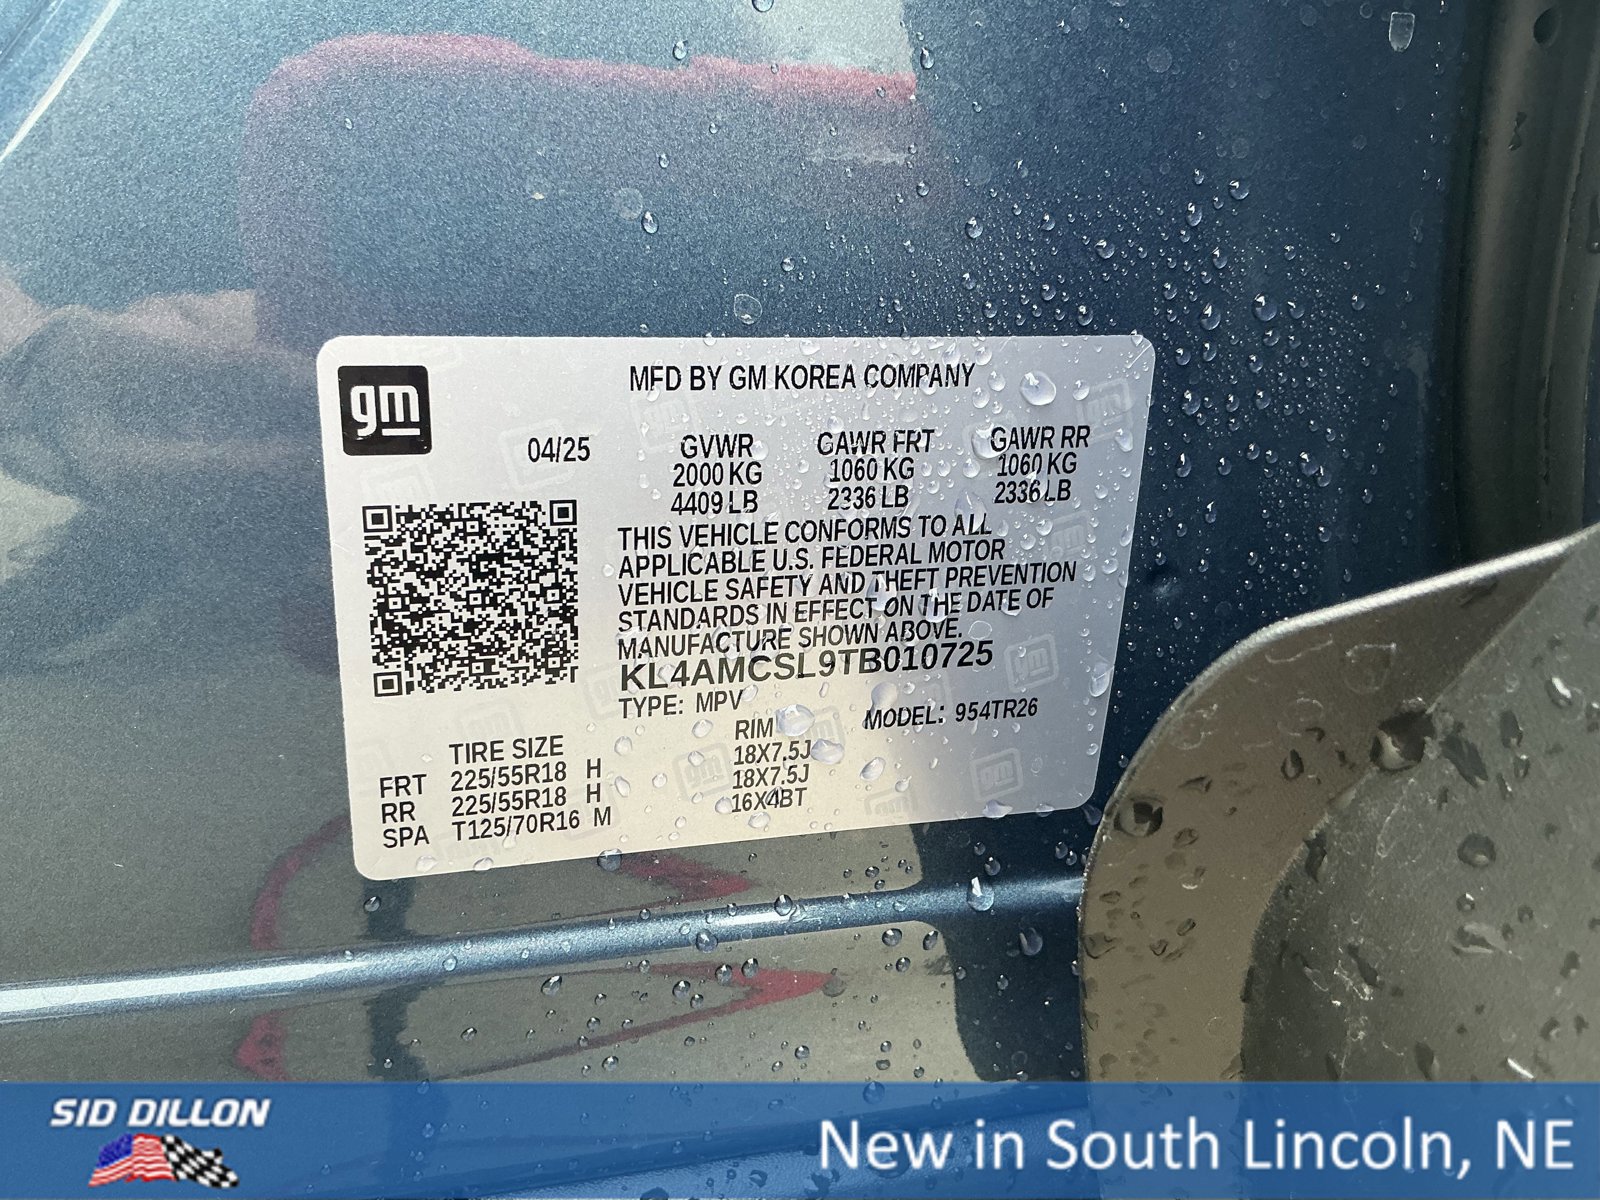 gm
MFD BY GM KOREA COMPANY
04/25
GVWR GAWR FRT GAWR RR
2000 KG 1060 KG 1060 KG
4409 LB 2336 LB 2336 LB
THIS VEHICLE CONFORMS TO ALL
APPLICABLE U.S. FEDERAL MOTOR
VEHICLE SAFETY AND THEFT PREVENTION
STANDARDS IN EFFECT ON THE DATE OF
MANUFACTURE SHOWN ABOVE.
KL4AMCSL9TB010725
TYPE: MPV MODEL: 954TR26
TIRE SIZE RIM
FRT 225/55R18 H 18X7.5J
RR 225/55R18 H 18X7.5J
SPA T125/70R16 M 16X4BT
SID DILLON
New in South Lincoln, NE